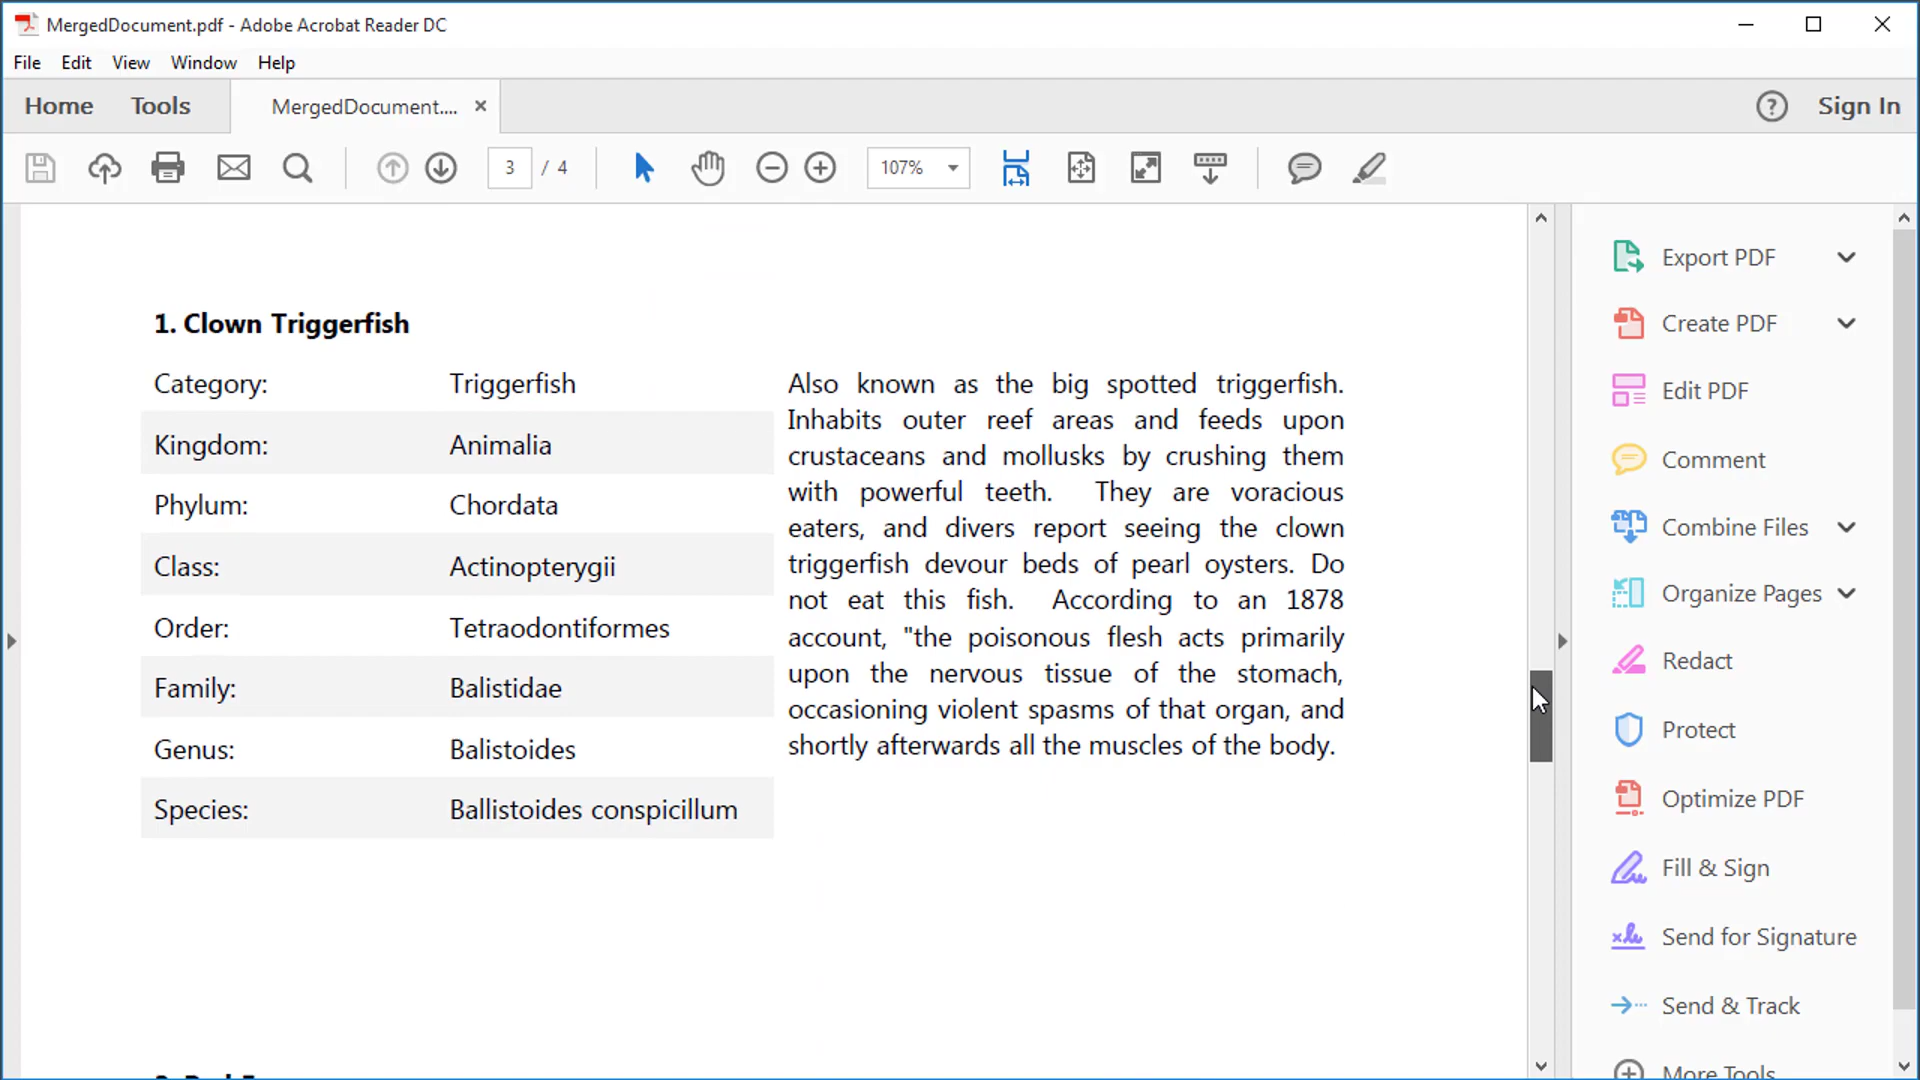 MergedDocument.pdf - Adobe Acrobat Reader DC
File Edit View Window Help
Home Tools MergedDocument.... × ? Sign In
3 / 4 107%
1. Clown Triggerfish
Category: Triggerfish
Kingdom: Animalia
Phylum: Chordata
Class: Actinopterygii
Order: Tetraodontiformes
Family: Balistidae
Genus: Balistoides
Species: Ballistoides conspicillum
Also known as the big spotted triggerfish.
Inhabits outer reef areas and feeds upon
crustaceans and mollusks by crushing them
with powerful teeth. They are voracious
eaters, and divers report seeing the clown
triggerfish devour beds of pearl oysters. Do
not eat this fish. According to an 1878
account, "the poisonous flesh acts primarily
upon the nervous tissue of the stomach,
occasioning violent spasms of that organ, and
shortly afterwards all the muscles of the body.
Export PDF
Create PDF
Edit PDF
Comment
Combine Files
Organize Pages
Redact
Protect
Optimize PDF
Fill & Sign
Send for Signature
Send & Track
More Tools